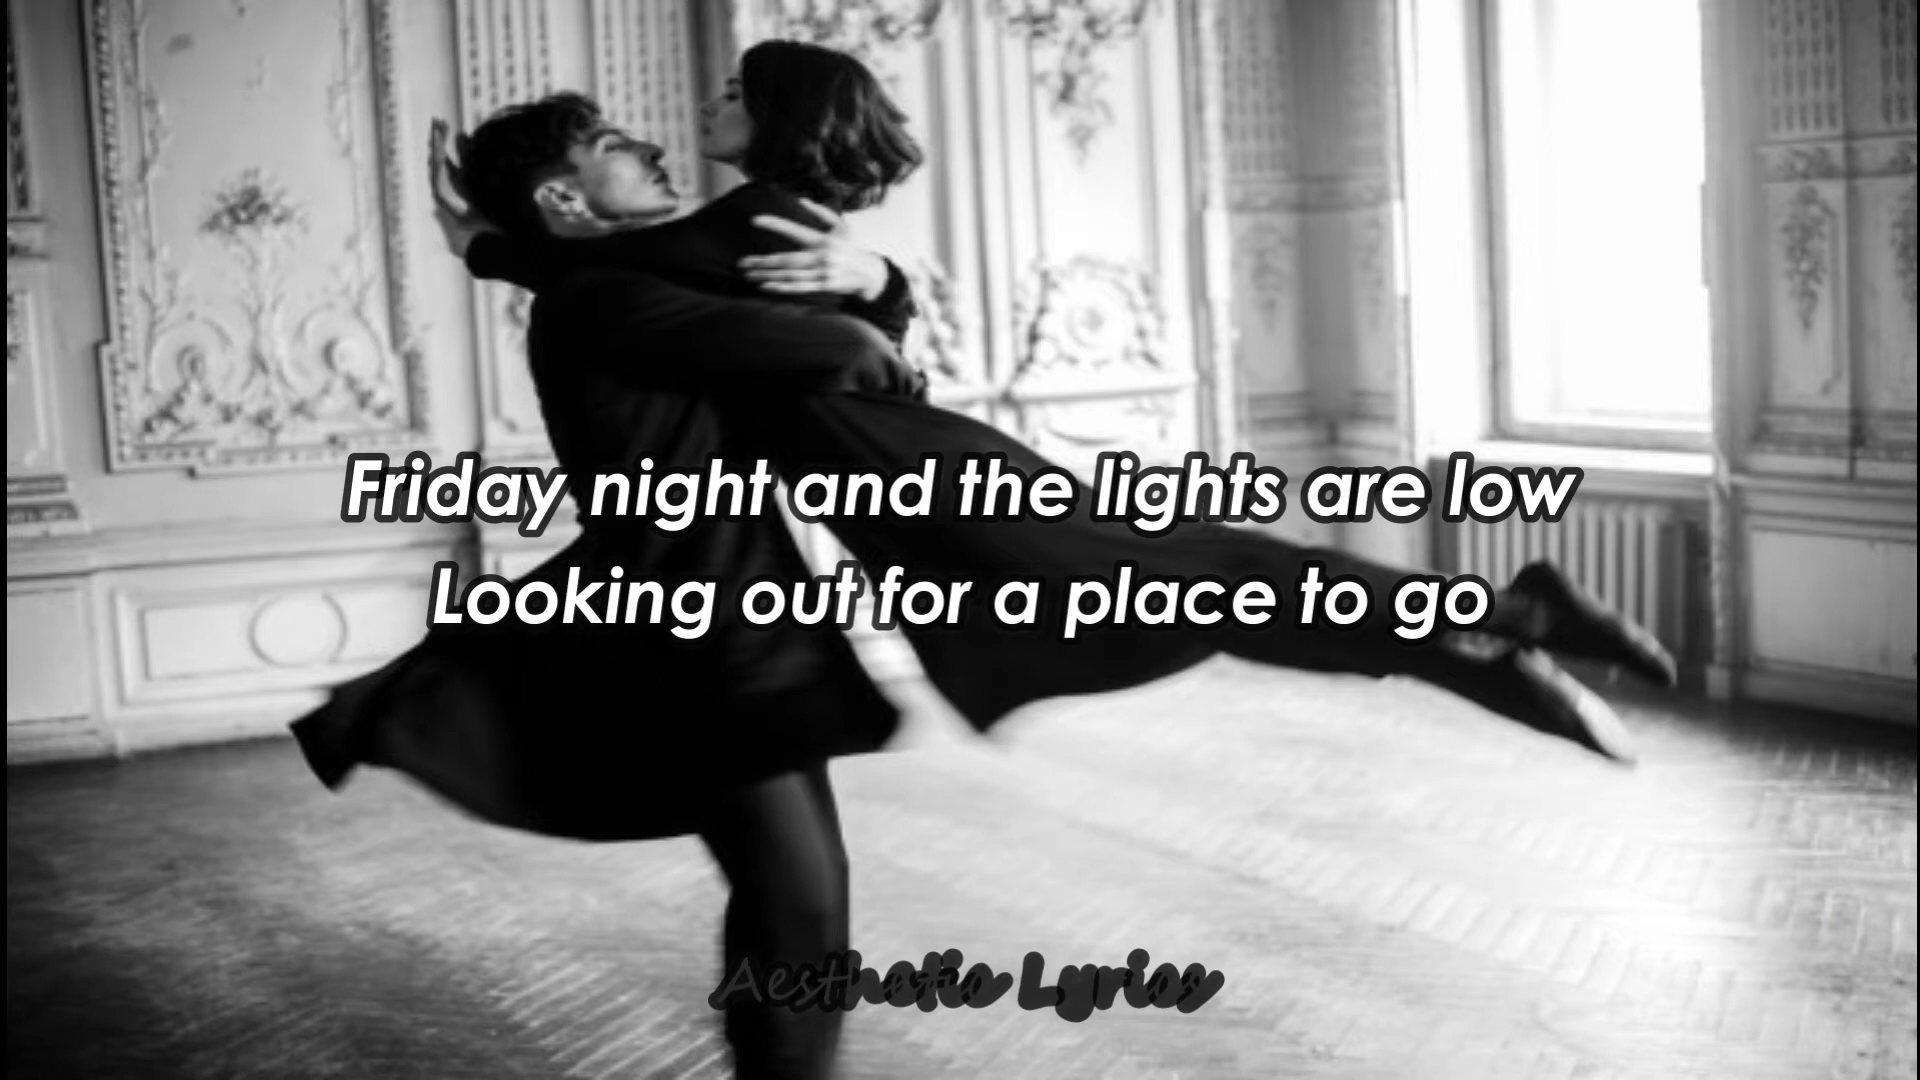 Friday night and the lights are low
Looking out for a place to go
Aesthetic Lyrics